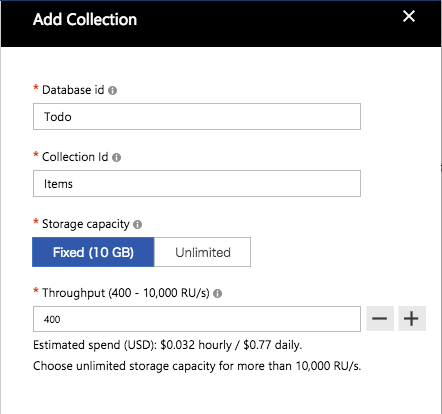 Add Collection
* Database id
Todo
* Collection Id
Items
* Storage capacity
Fixed (10 GB) Unlimited
* Throughput (400 - 10,000 RU/s)
400
Estimated spend (USD): $0.032 hourly / $0.77 daily.
Choose unlimited storage capacity for more than 10,000 RU/s.